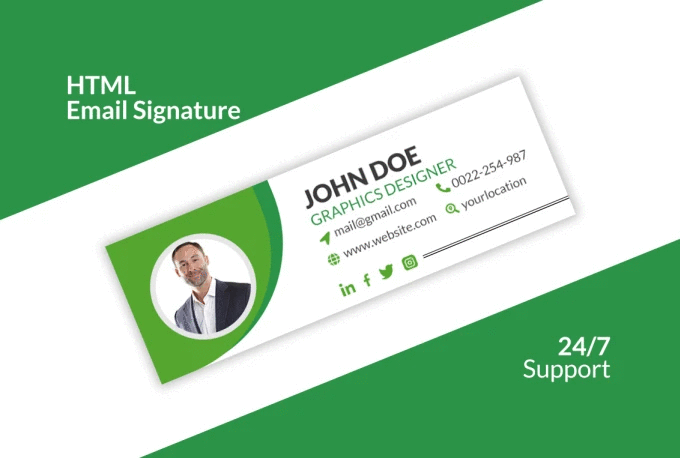 HTML
Email Signature
JOHN DOE
GRAPHICS DESIGNER
mail@gmail.com
0022-254-987
www.website.com
yourlocation
24/7
Support